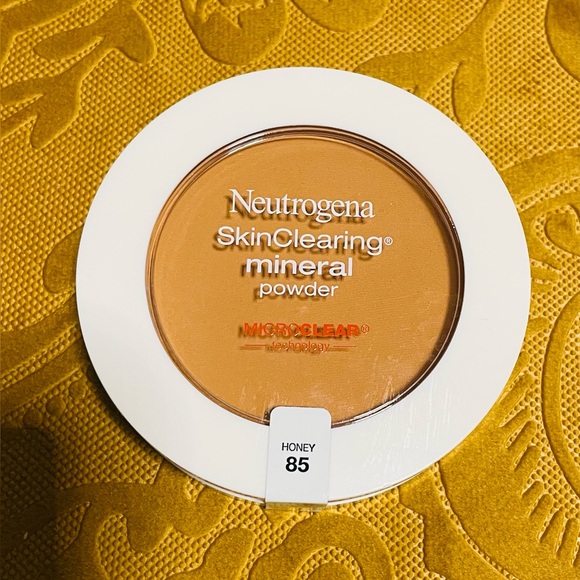 Neutrogena
SkinClearing®
mineral
powder
MICROCLEAR®
technology
HONEY
85